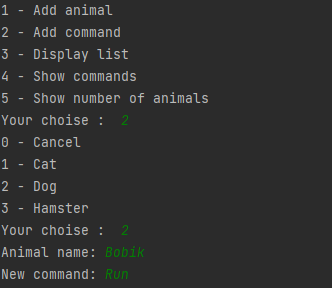 1 - Add animal
2 - Add command
3 - Display list
4 - Show commands
5 - Show number of animals
Your choise :  2
0 - Cancel
1 - Cat
2 - Dog
3 - Hamster
Your choise :  2
Animal name: Bobik
New command: Run